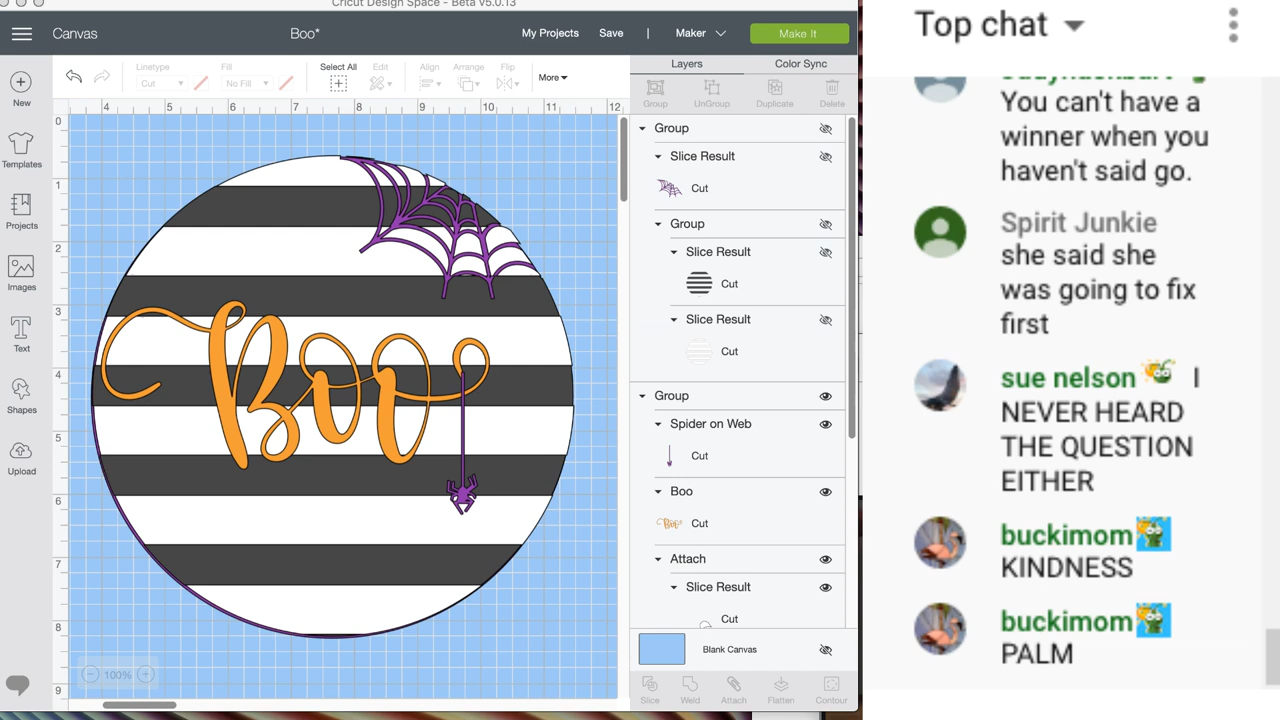 Cricut Design Space - Beta v5.0.13
Canvas
Boo*
My Projects
Save
|
Maker
Make It
New
Templates
Projects
Images
Text
Shapes
Upload
Linetype
Cut
Fill
No Fill
Select All
Edit
Align
Arrange
Flip
More
4 5 6 7 8 9 10 11 12
0
1
2
3
4
5
6
7
8
9
Boo
100%
Layers
Color Sync
Group
UnGroup
Duplicate
Delete
Group
Slice Result
Cut
Group
Slice Result
Cut
Slice Result
Cut
Group
Spider on Web
Cut
Boo
Boo
Cut
Attach
Slice Result
Cut
Blank Canvas
Slice
Weld
Attach
Flatten
Contour
Top chat
You can't have a
winner when you
haven't said go.
Spirit Junkie
she said she
was going to fix
first
sue nelson I
NEVER HEARD
THE QUESTION
EITHER
buckimom
KINDNESS
buckimom
PALM